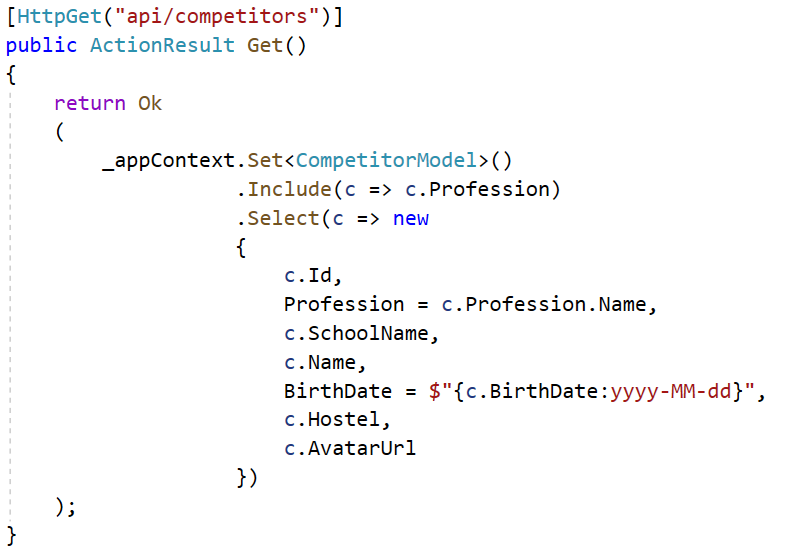 [HttpGet("api/competitors")]
public ActionResult Get()
{
    return Ok
    (
        _appContext.Set<CompetitorModel>()
                   .Include(c => c.Profession)
                   .Select(c => new
                   {
                       c.Id,
                       Profession = c.Profession.Name,
                       c.SchoolName,
                       c.Name,
                       BirthDate = $"{c.BirthDate:yyyy-MM-dd}",
                       c.Hostel,
                       c.AvatarUrl
                   })
    );
}